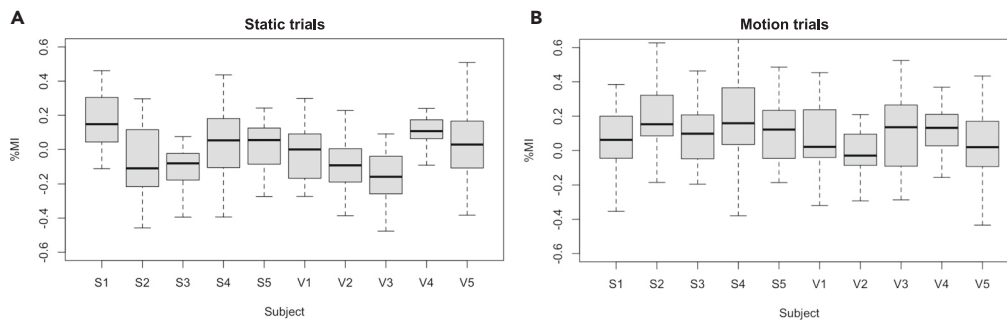 A
Static trials
%MI
0.6
0.4
0.2
0.0
-0.2
-0.4
-0.6
S1 S2 S3 S4 S5 V1 V2 V3 V4 V5
Subject
B
Motion trials
%MI
0.6
0.4
0.2
0.0
-0.2
-0.4
-0.6
S1 S2 S3 S4 S5 V1 V2 V3 V4 V5
Subject